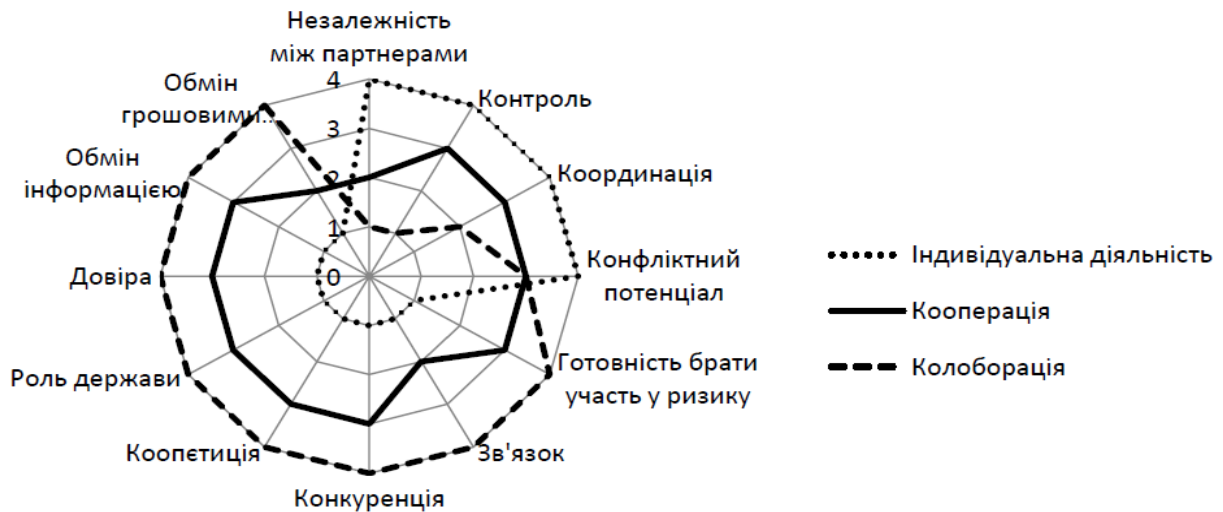 Незалежність
між партнерами
Контроль
Координація
Конфліктний
потенціал
Готовність брати
участь у ризику
Зв'язок
Конкуренція
Коопєтиція
Роль держави
Довіра
Обмін
інформацією
Обмін
грошовими..
4
3
2
1
0
Індивідуальна діяльність
Кооперація
Колоборація